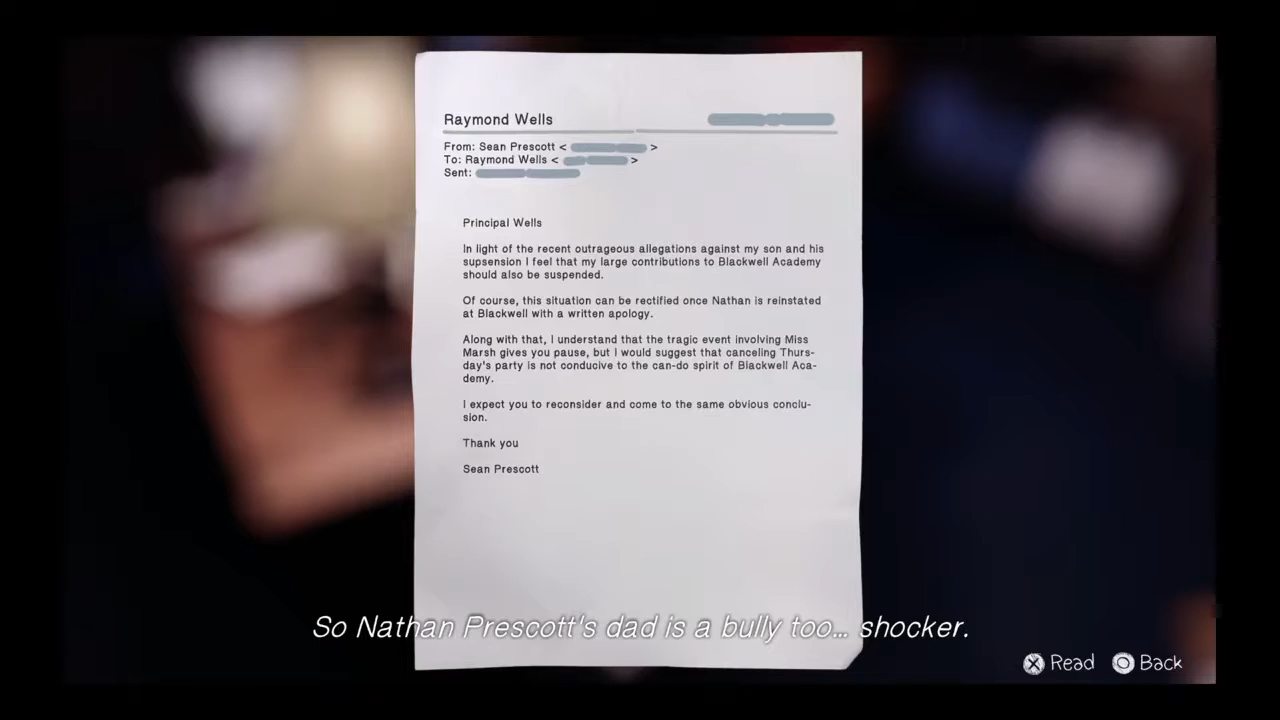 Raymond Wells
From: Sean Prescott < >
To: Raymond Wells < >
Sent:
Principal Wells
In light of the recent outrageous allegations against my son and his
supsension I feel that my large contributions to Blackwell Academy
should also be suspended.
Of course, this situation can be rectified once Nathan is reinstated
at Blackwell with a written apology.
Along with that, I understand that the tragic event involving Miss
Marsh gives you pause, but I would suggest that canceling Thurs-
day's party is not conducive to the can-do spirit of Blackwell Aca-
demy.
I expect you to reconsider and come to the same obvious conclu-
sion.
Thank you
Sean Prescott
So Nathan Prescott's dad is a bully too... shocker.
Read Back